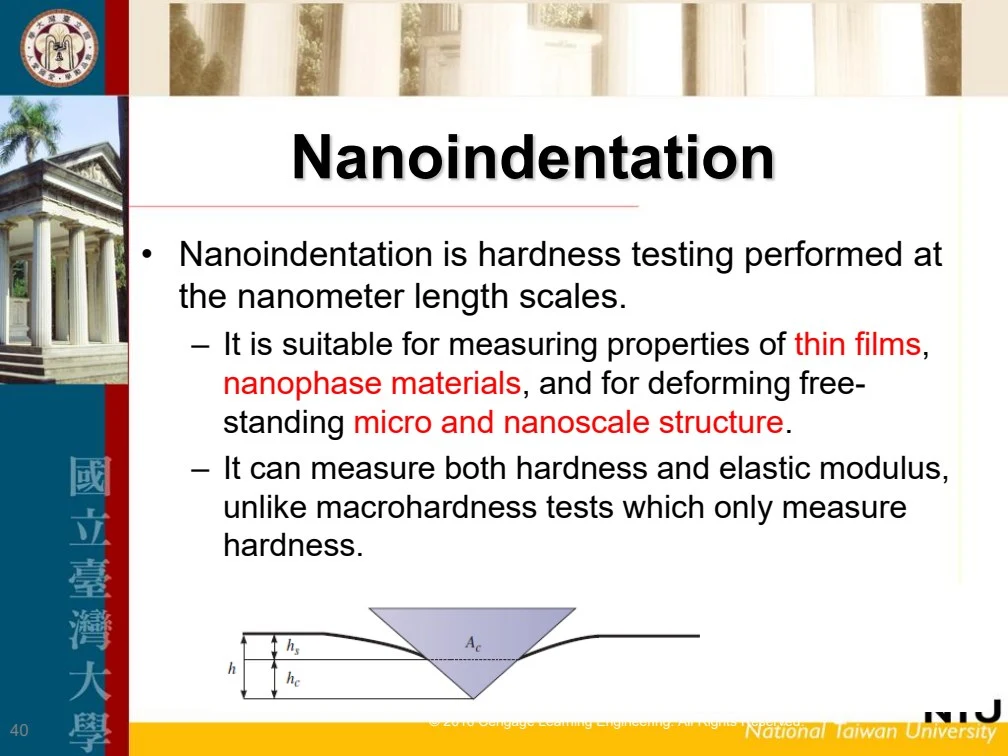 Nanoindentation
• Nanoindentation is hardness testing performed at
the nanometer length scales.
– It is suitable for measuring properties of thin films,
nanophase materials, and for deforming free-
standing micro and nanoscale structure.
– It can measure both hardness and elastic modulus,
unlike macrohardness tests which only measure
hardness.
h
hs
hc
Ac
國立臺灣大學
40
NTU
National Taiwan University